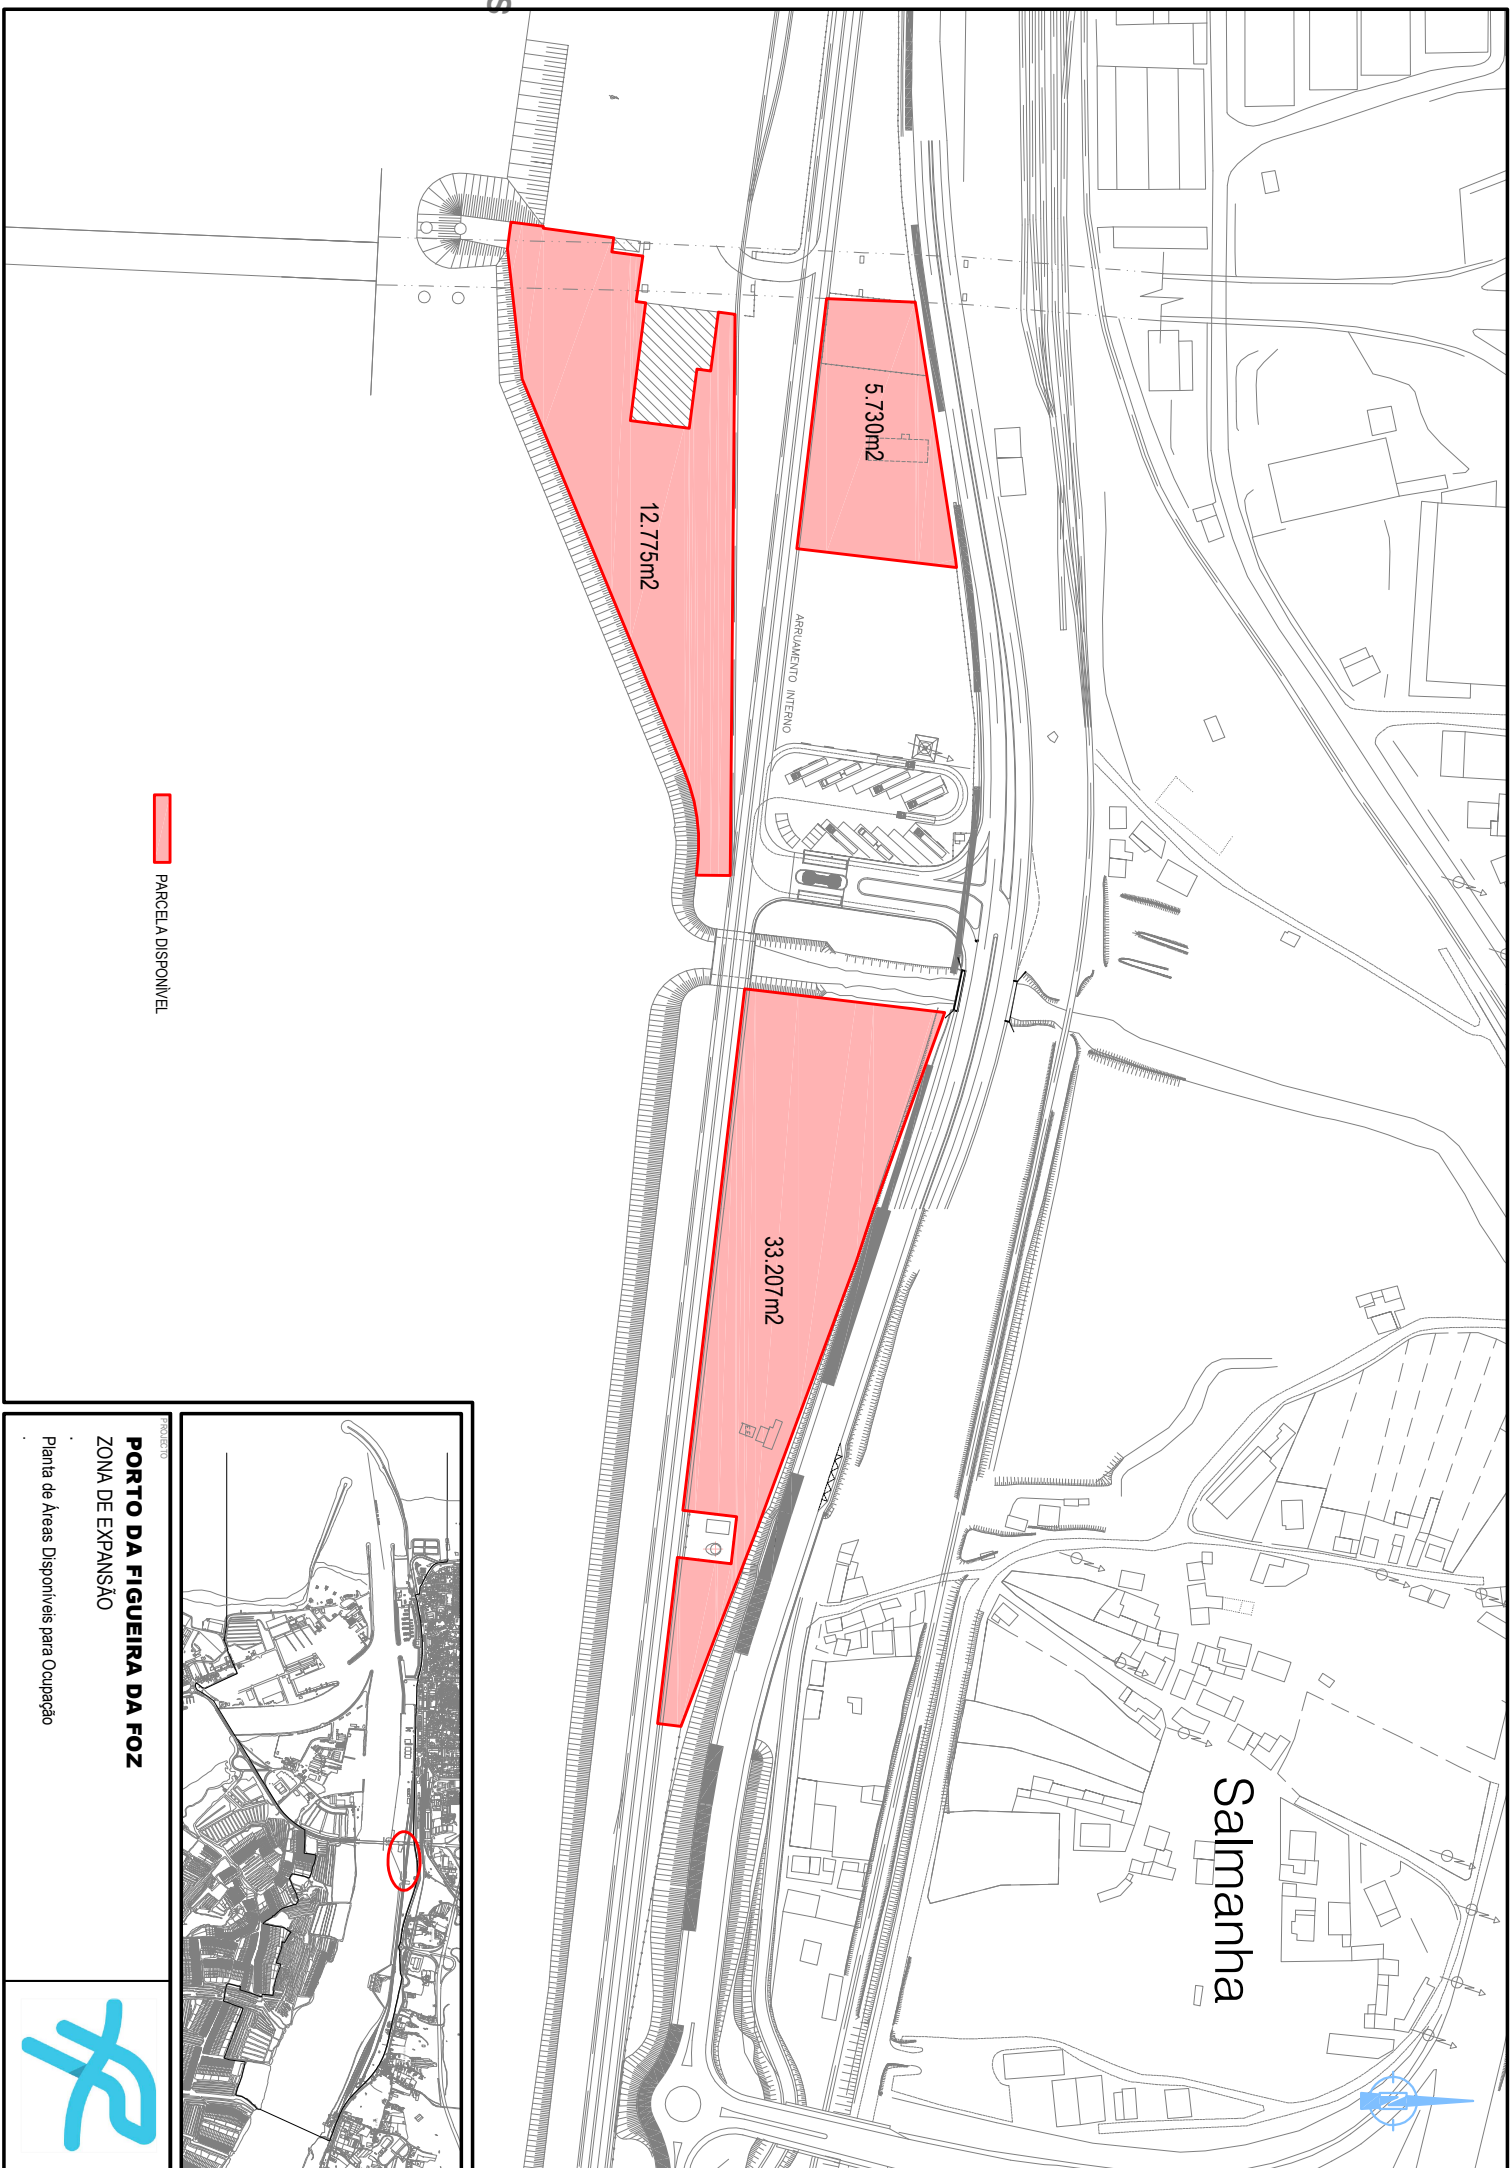 Salmanha
5.730m2
12.775m2
ARRUAMENTO INTERNO
33.207m2
PARCELA DISPONÍVEL
PROJECTO
PORTO DA FIGUEIRA DA FOZ
ZONA DE EXPANSÃO
.
Planta de Áreas Disponíveis para Ocupação
.
S